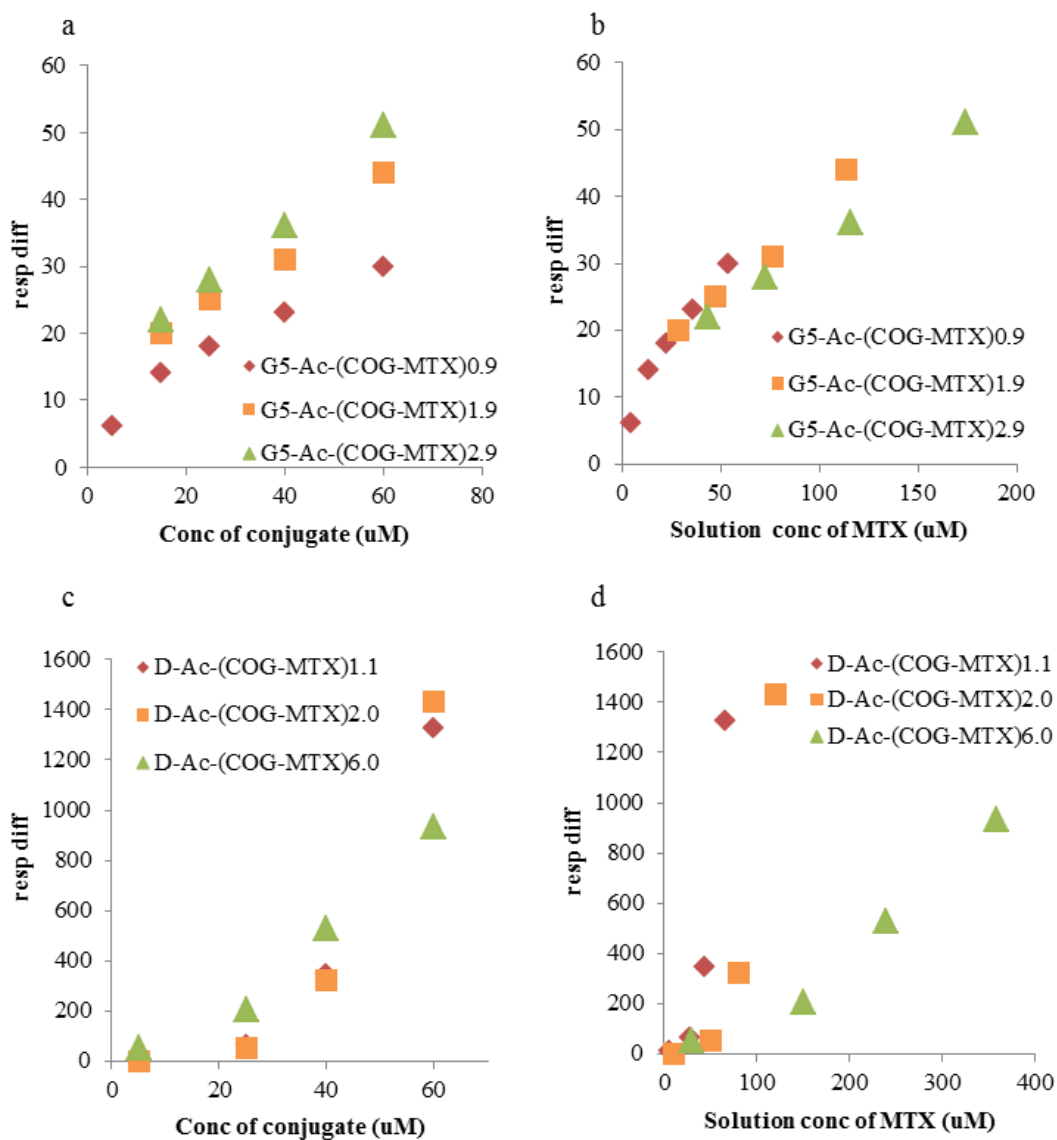 a
60
50
40
30
20
10
0
resp diff
G5-Ac-(COG-MTX)0.9
G5-Ac-(COG-MTX)1.9
G5-Ac-(COG-MTX)2.9
0 20 40 60 80
Conc of conjugate (uM)
b
60
50
40
30
20
10
0
resp diff
G5-Ac-(COG-MTX)0.9
G5-Ac-(COG-MTX)1.9
G5-Ac-(COG-MTX)2.9
0 50 100 150 200
Solution conc of MTX (uM)
c
1600
1400
1200
1000
800
600
400
200
0
resp diff
D-Ac-(COG-MTX)1.1
D-Ac-(COG-MTX)2.0
D-Ac-(COG-MTX)6.0
0 20 40 60
Conc of conjugate (uM)
d
1600
1400
1200
1000
800
600
400
200
0
resp diff
D-Ac-(COG-MTX)1.1
D-Ac-(COG-MTX)2.0
D-Ac-(COG-MTX)6.0
0 100 200 300 400
Solution conc of MTX (uM)